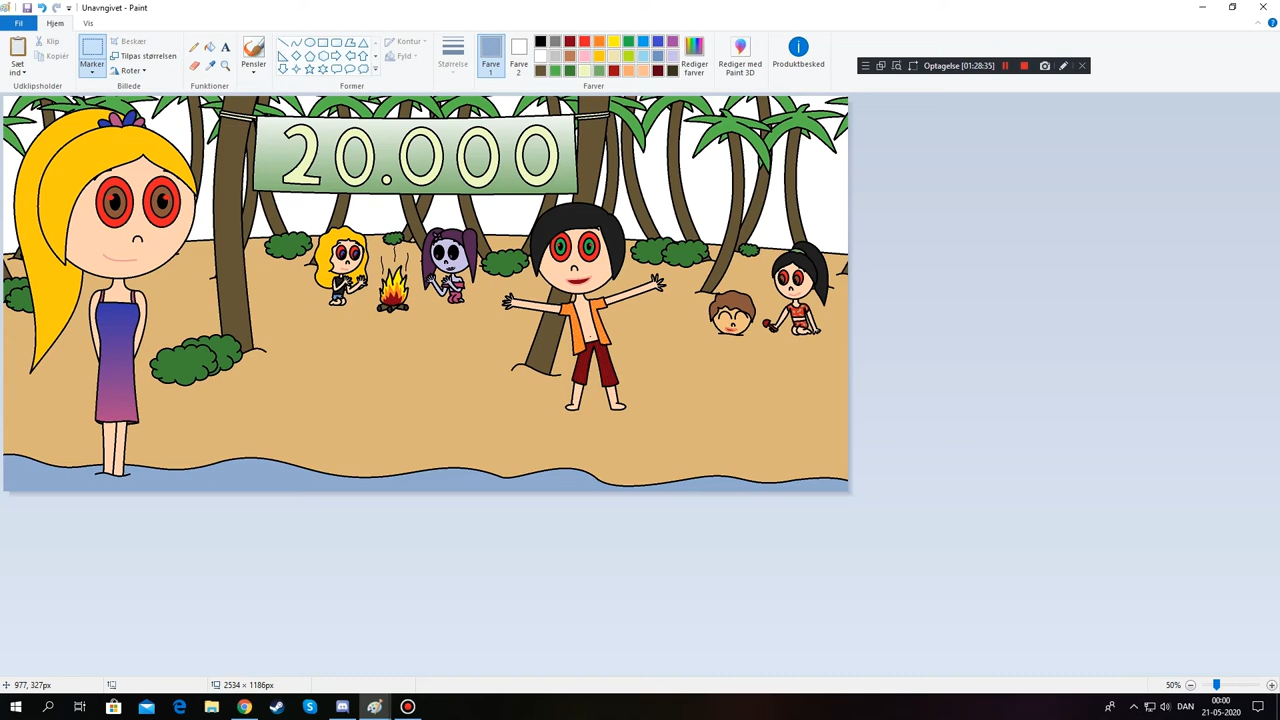 Unavngivet - Paint
Fil Hjem Vis
Sæt ind
Klip
Kopiér
Udklipsholder
Marker
Beskær
Tilpas størrelsen
Roter
Billede
Funktioner
Pensler
Kontur
Fyld
Former
Størrelse
Farve 1
Farve 2
Rediger farver
Farver
Rediger med Paint 3D
Produktbesked
Optagelse [01:28:35]
20.000
977, 327px
2534 × 1186px
50%
DAN
00:00
21-05-2020